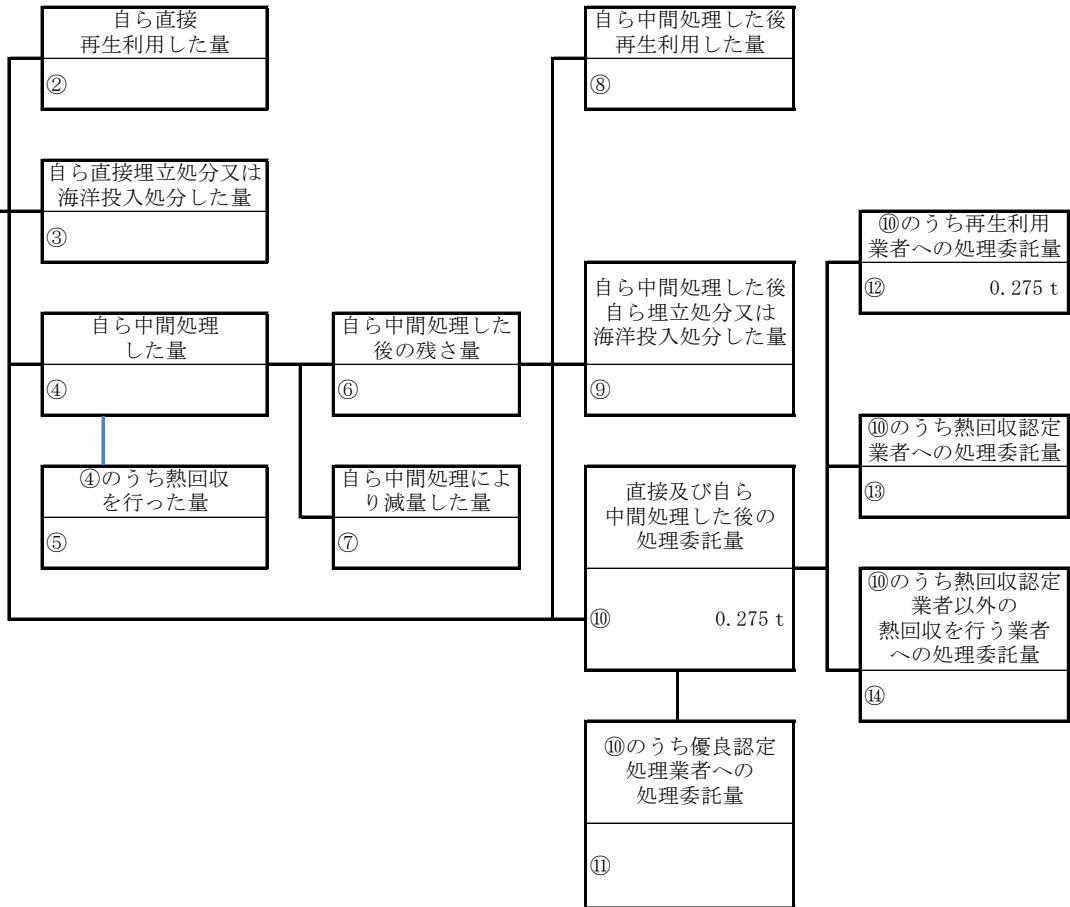 自ら直接
再生利用した量
②
自ら中間処理した後
再生利用した量
⑧
自ら直接埋立処分又は
海洋投入処分した量
③
⑩のうち再生利用
業者への処理委託量
⑫ 0.275 t
自ら中間処理した後
自ら埋立処分又は
海洋投入処分した量
⑨
自ら中間処理
した量
④
自ら中間処理した
後の残さ量
⑥
⑩のうち熱回収認定
業者への処理委託量
⑬
④のうち熱回収
を行った量
⑤
自ら中間処理によ
り減量した量
⑦
直接及び自ら
中間処理した後の
処理委託量
⑩ 0.275 t
⑩のうち熱回収認定
業者以外の
熱回収を行う業者
への処理委託量
⑭
⑩のうち優良認定
処理業者への
処理委託量
⑪